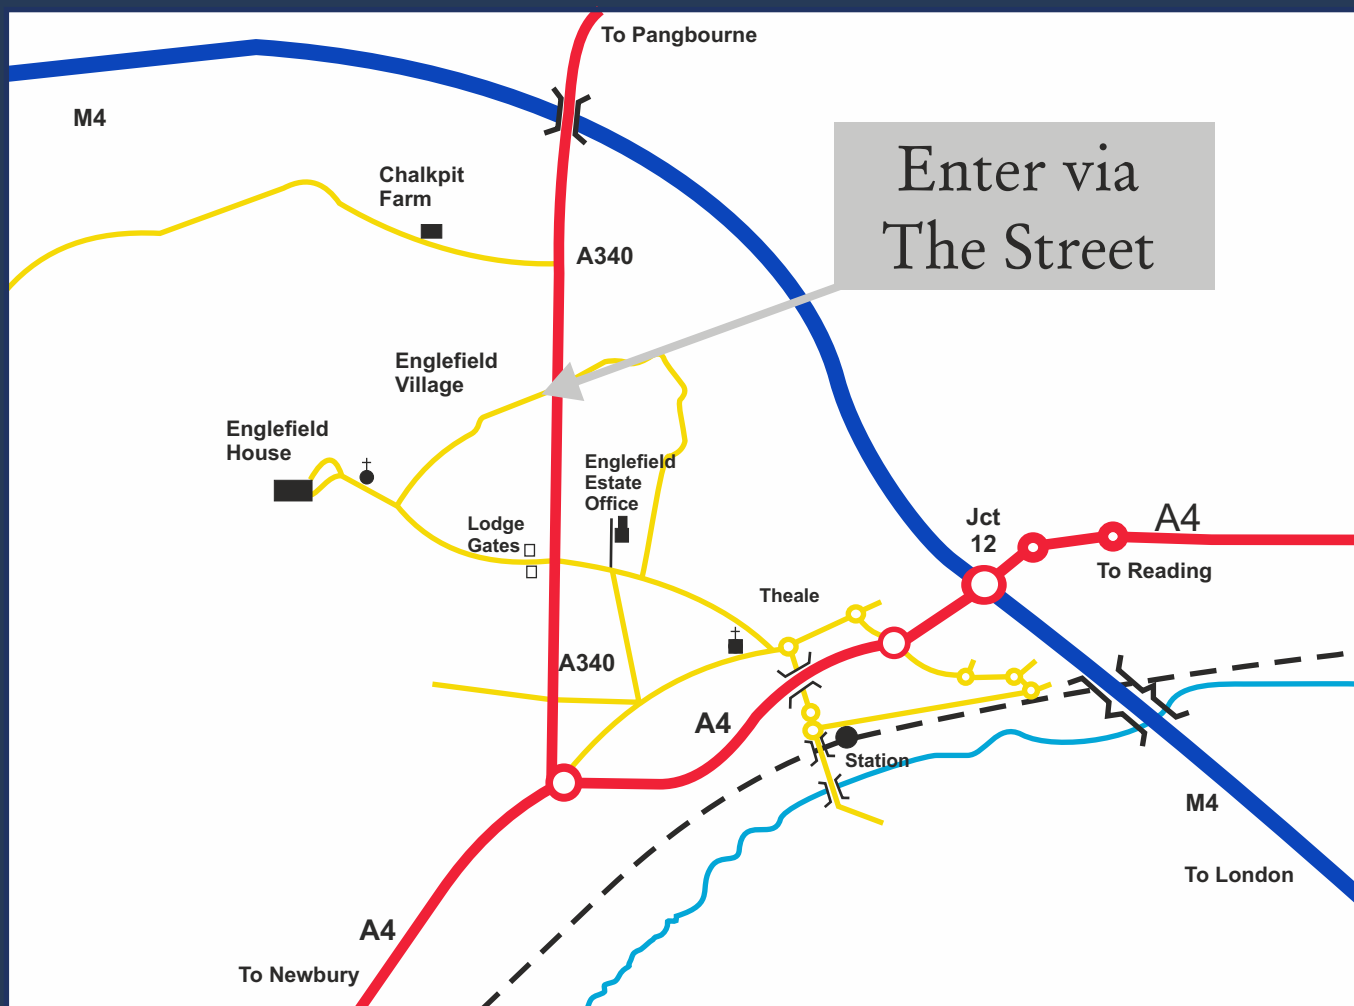 To Pangbourne
M4
Enter via
The Street
Chalkpit
Farm
A340
Englefield
Village
Englefield
House
Englefield
Estate
Office
Lodge
Gates
Jct
12
A4
To Reading
Theale
A340
A4
Station
M4
To London
A4
To Newbury